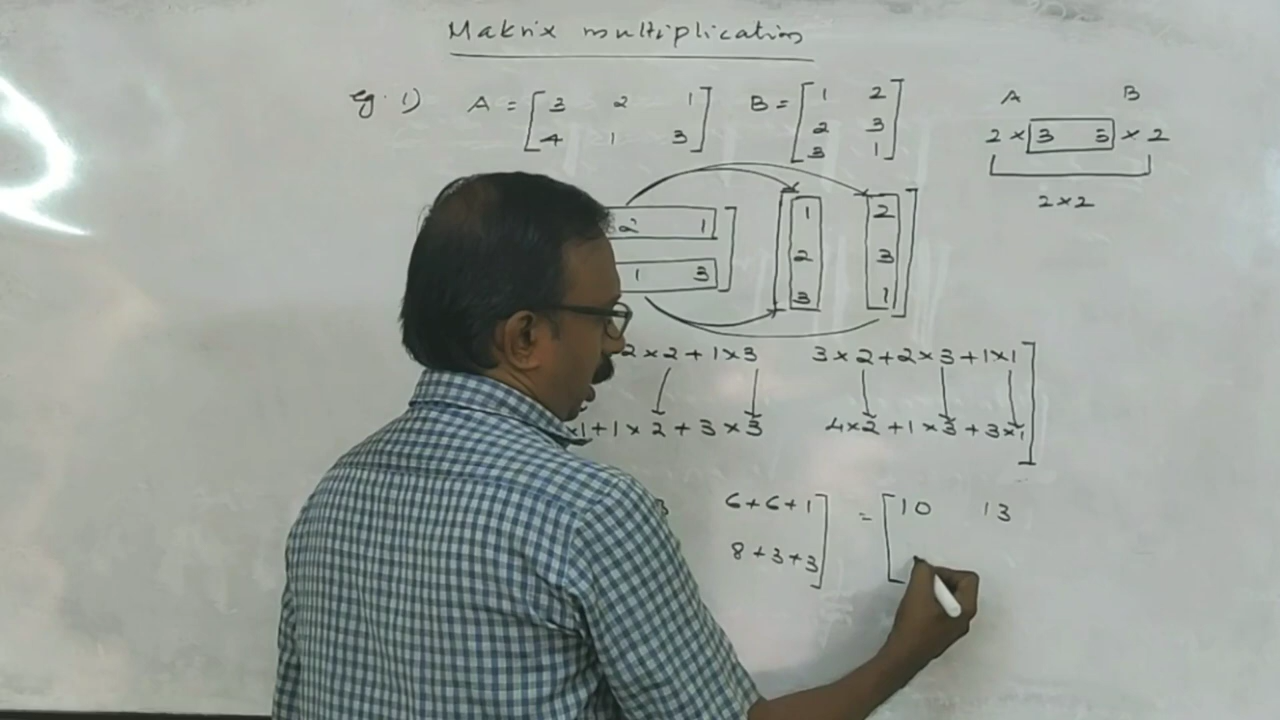 Matrix multiplication
eg. 1) A = [ 3 2 1 B = [ 1 2 A B
4 1 3 ] 2 3 2 × 3 3 × 2
3 1 ] 2×2
2 1 ] [ 1 2 ]
1 3 2 3
3 1
2×2+1×3 3×2+2×3+1×1 ]
×1+1×2+3×3 4×2+1×3+3×1
3 6+6+1 ] = [ 10 13
8+3+3